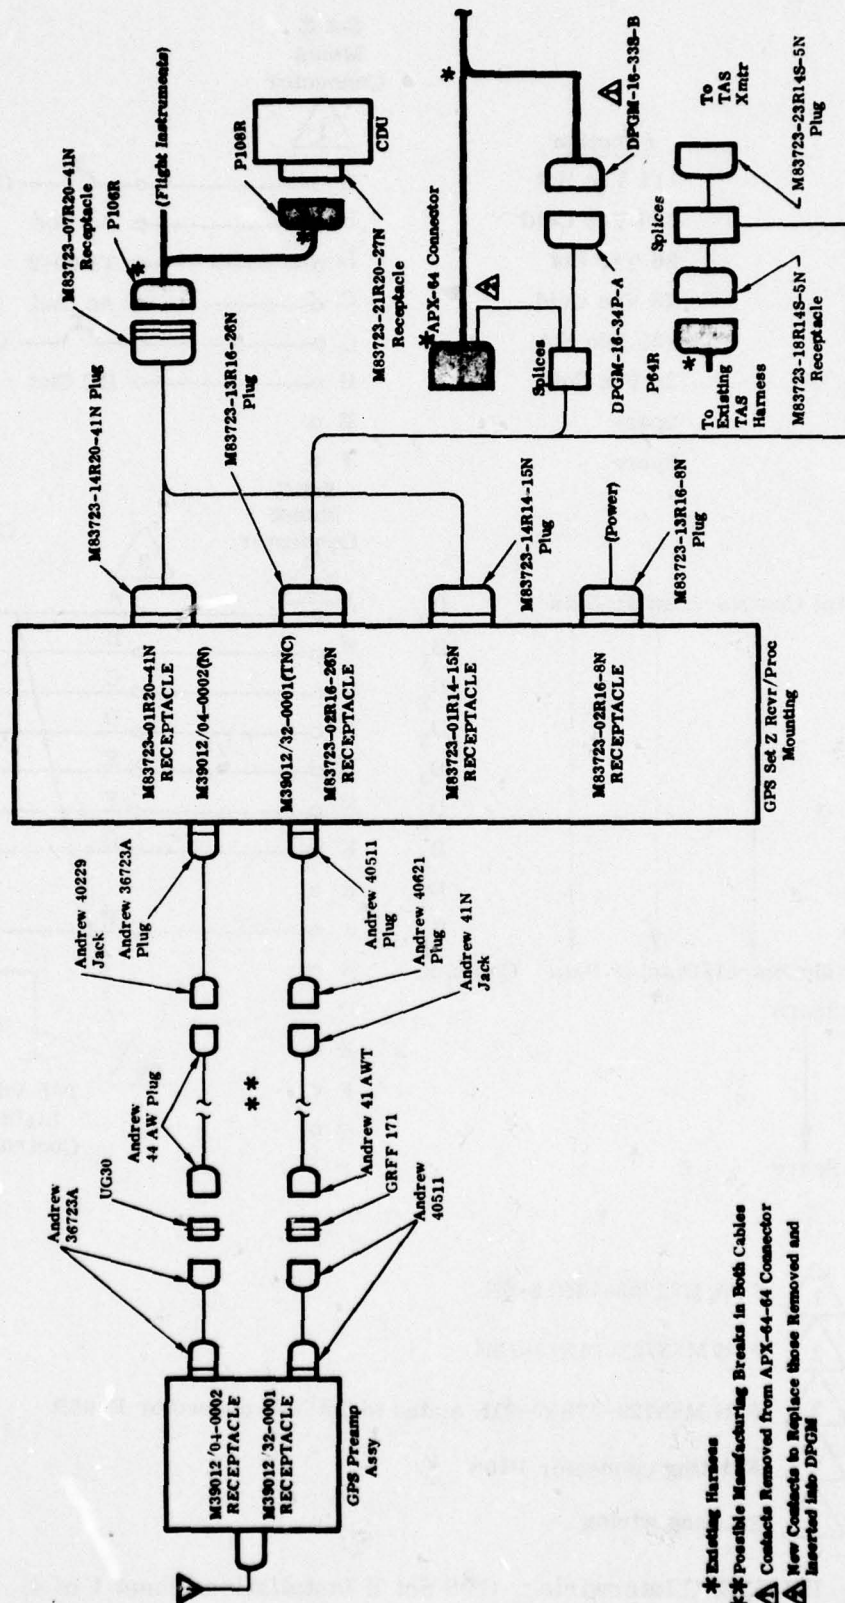 Andrew
36723A
UG30
Andrew
44 AW Plug
Andrew 40229
Jack
Andrew 36723A
Plug
M39012/04-0002
RECEPTACLE
M39012/32-0001
RECEPTACLE
GPS Preamp
Assy
**
Andrew 41 AWT
GRFF 171
Andrew
40511
Andrew 40511
Plug
Andrew 40621
Plug
Andrew 41N
Jack
M83723-01R20-41N
RECEPTACLE
M39012/04-0002(N)
M39012/32-0001(TNC)
M83723-02R16-26N
RECEPTACLE
M83723-01R14-15N
RECEPTACLE
M83723-02R16-8N
RECEPTACLE
GPS Set Z Rcvr/Proc
Mounting
M83723-14R20-41N Plug
M83723-13R16-26N
Plug
M83723-14R14-15N
Plug
(Power)
M83723-13R16-8N
Plug
M83723-07R20-41N
Receptacle
P106R
*
(Flight Instruments)
P108R
*
CDU
M83723-21R20-27N
Receptacle
*APX-64 Connector
*
Splices
DPGM-16-34P-A
P64R
DPGM-16-33S-B
To
Existing
TAS
Harness
*
Splices
To
TAS
Xmtr
M83723-18R14S-5N
Receptacle
M83723-23R14S-5N
Plug
* Existing Harness
** Possible Manufacturing Breaks in Both Cables
Contacts Removed from APX-64-64 Connector
New Contacts to Replace those Removed and
Inserted into DPGM